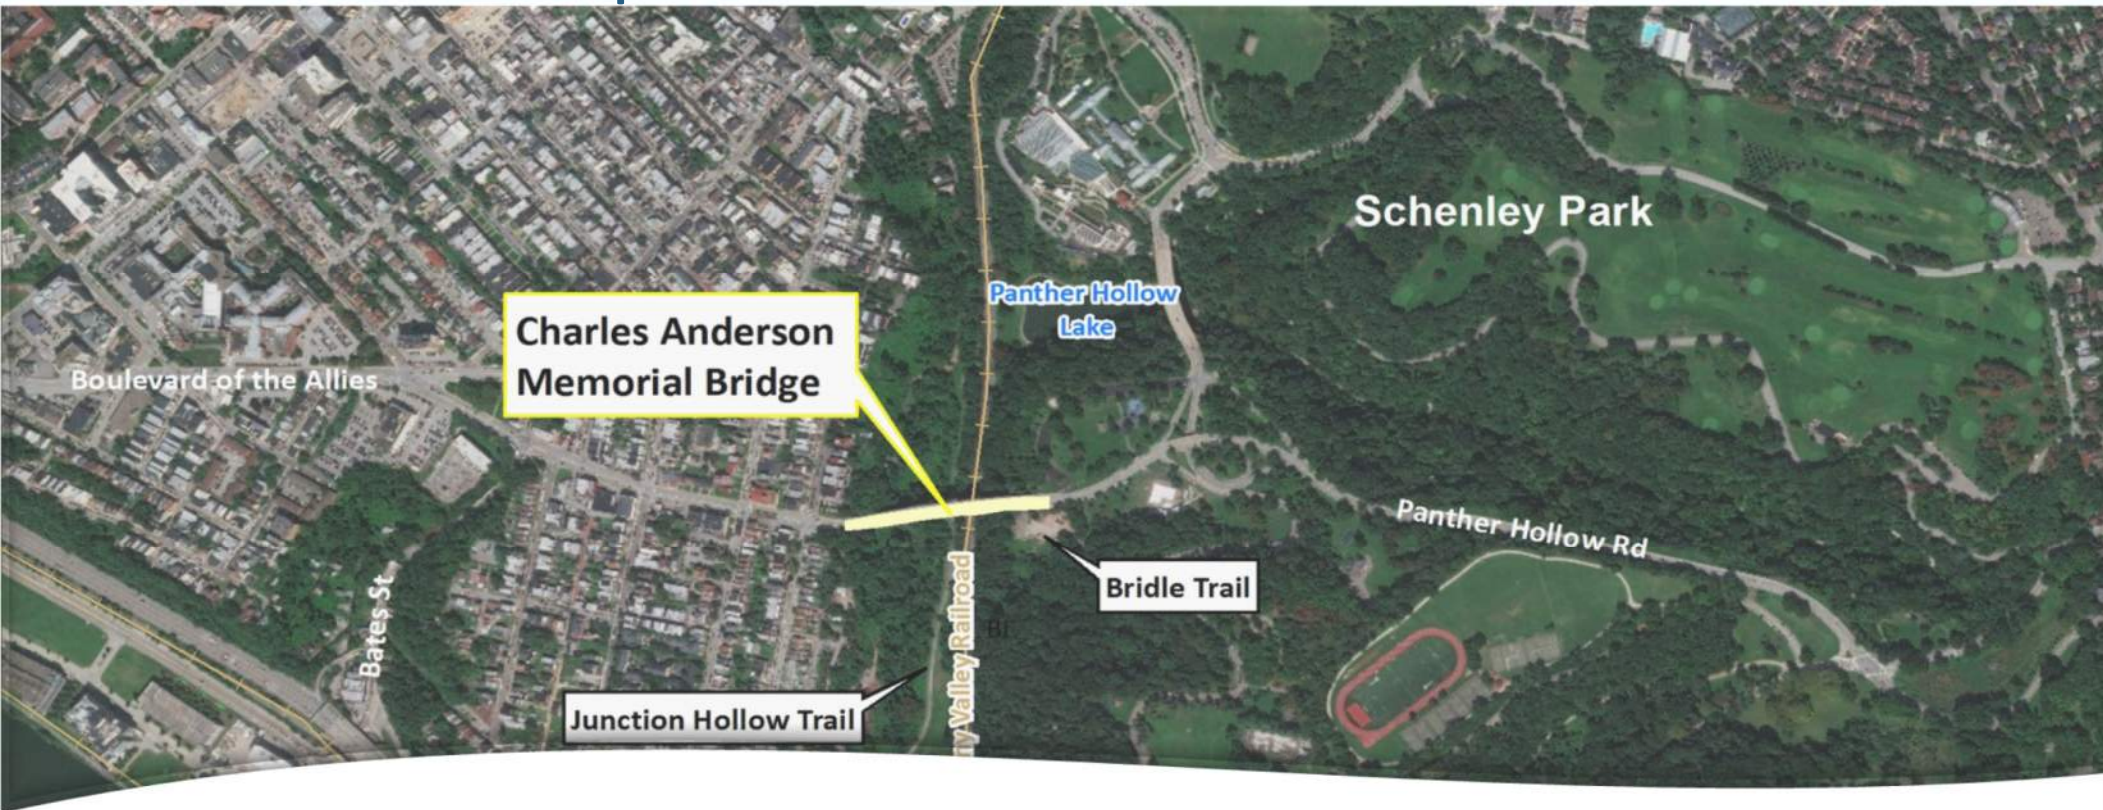 Schenley Park
Panther Hollow
Lake
Charles Anderson
Memorial Bridge
Boulevard of the Allies
Panther Hollow Rd
Bridle Trail
Bates St
ny Valley Railroad
Junction Hollow Trail